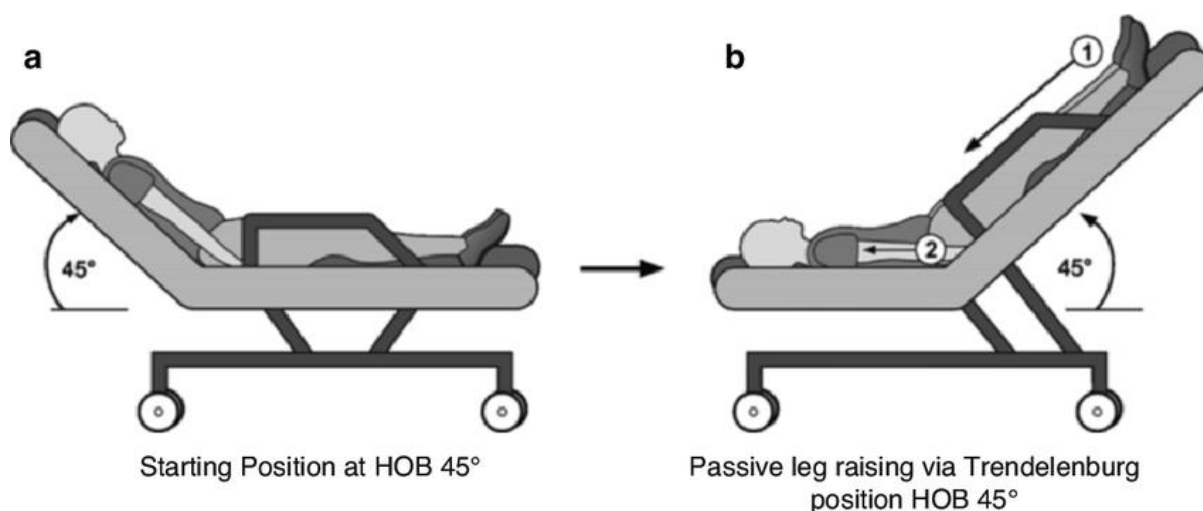 a
b
1
45°
2
45°
Starting Position at HOB 45°
Passive leg raising via Trendelenburg
position HOB 45°